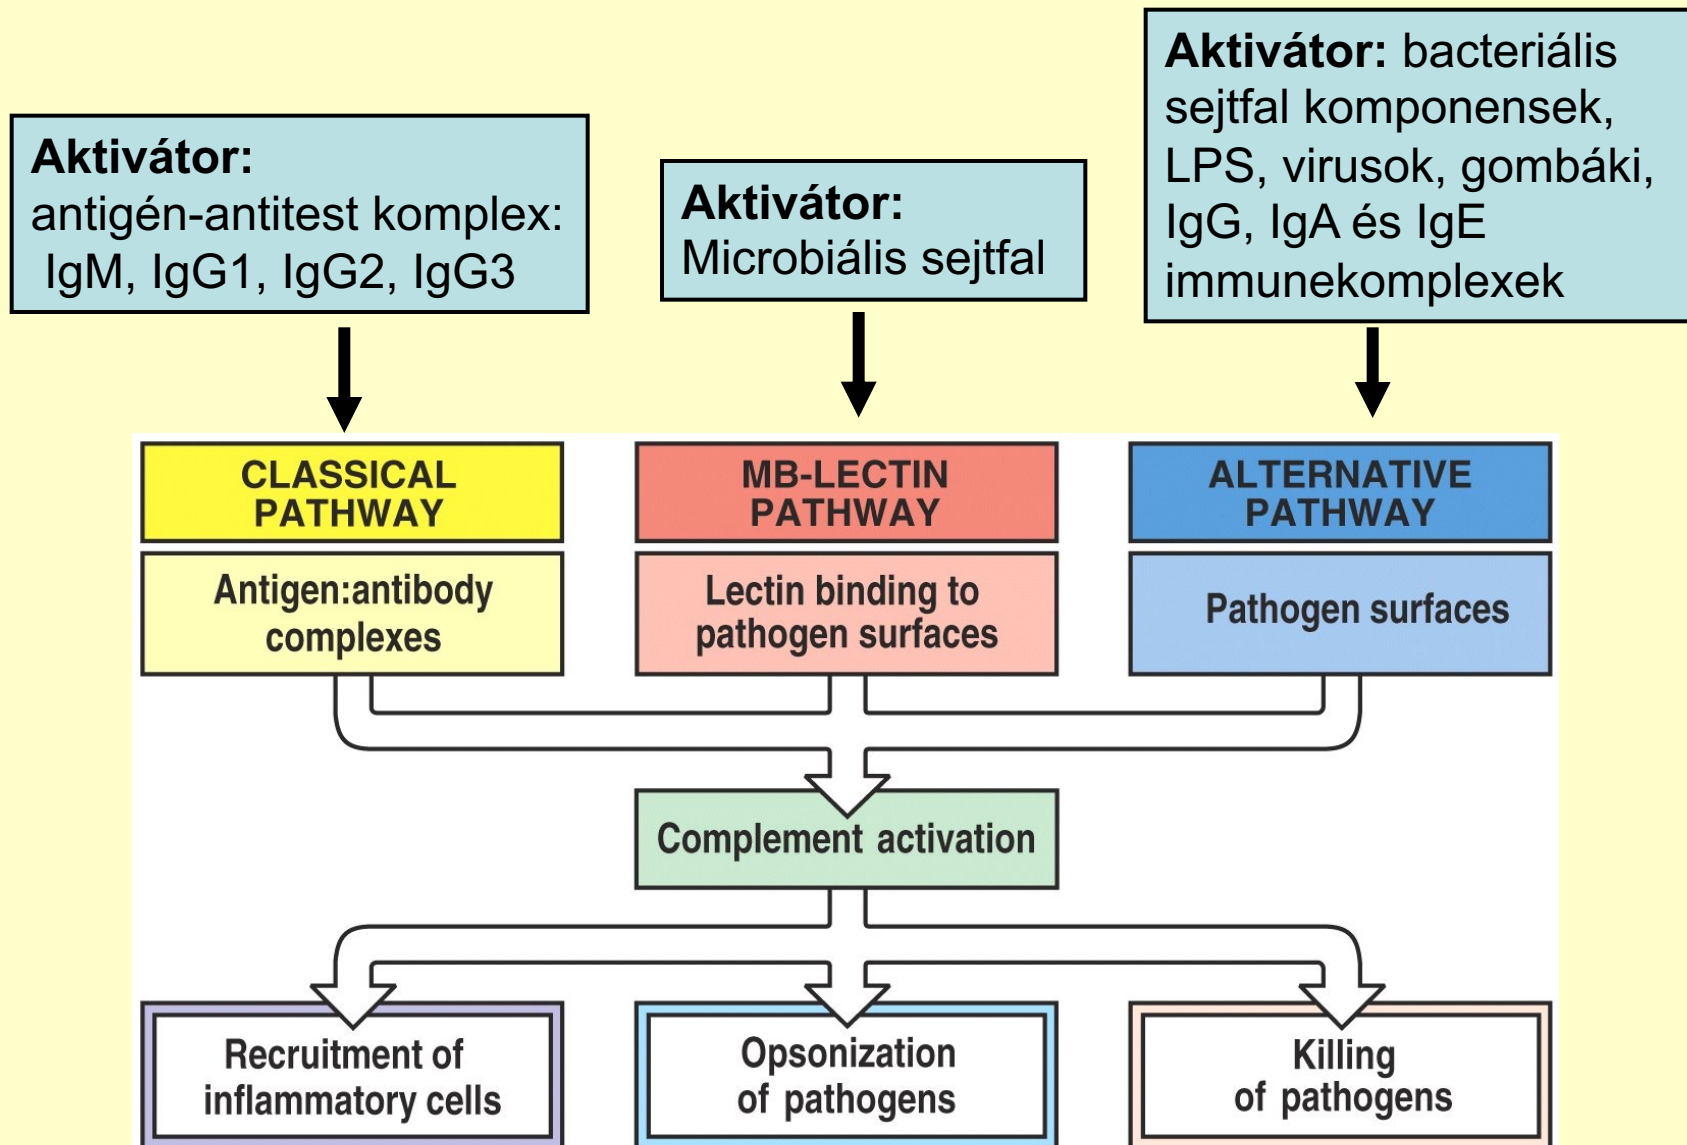 Aktivátor:
antigén-antitest komplex:
IgM, IgG1, IgG2, IgG3
Aktivátor:
Microbiális sejtfal
Aktivátor: bacteriális
sejtfal komponensek,
LPS, virusok, gombáki,
IgG, IgA és IgE
immunekomplexek
CLASSICAL
PATHWAY
MB-LECTIN
PATHWAY
ALTERNATIVE
PATHWAY
Antigen:antibody
complexes
Lectin binding to
pathogen surfaces
Pathogen surfaces
Complement activation
Recruitment of
inflammatory cells
Opsonization
of pathogens
Killing
of pathogens